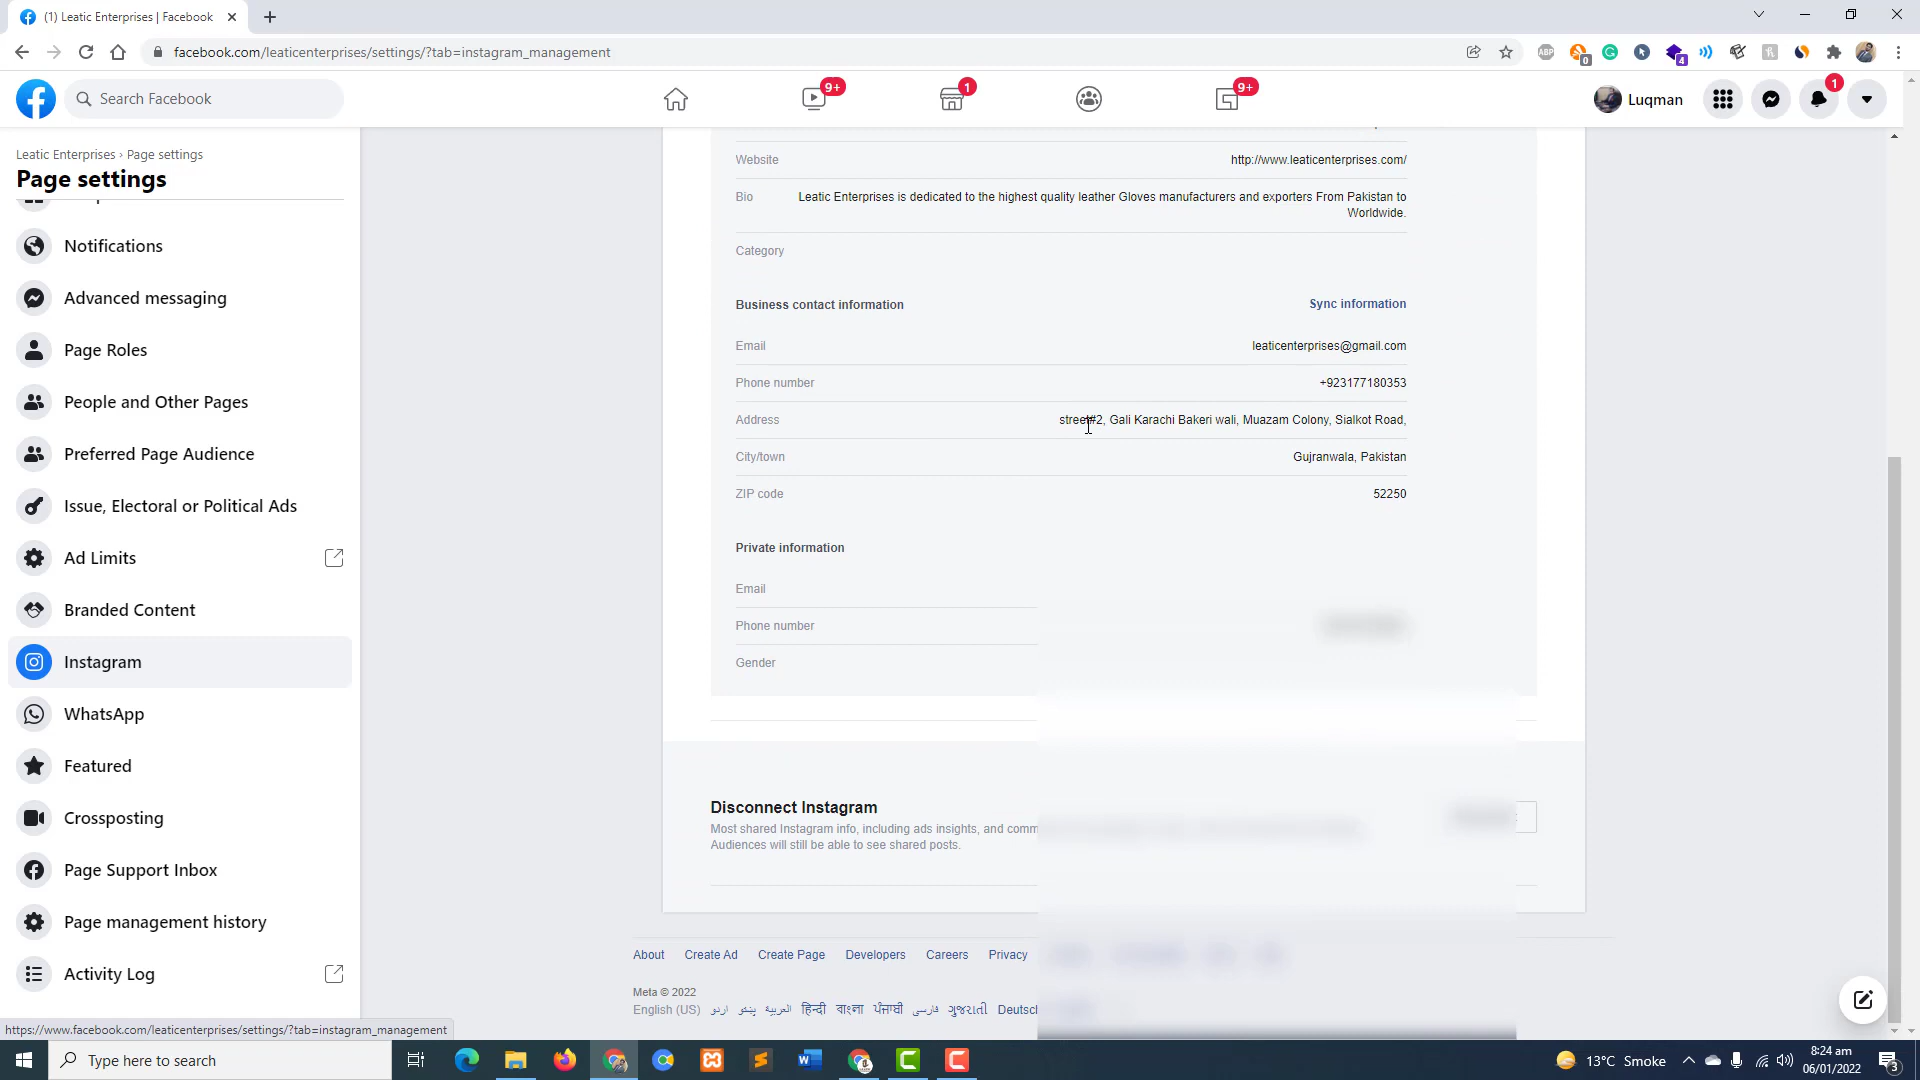 (1) Leatic Enterprises | Facebook
facebook.com/leaticenterprises/settings/?tab=instagram_management
ABP
0
4
Search Facebook
9+
1
9+
Luqman
1
Leatic Enterprises › Page settings
Page settings
Notifications
Advanced messaging
Page Roles
People and Other Pages
Preferred Page Audience
Issue, Electoral or Political Ads
Ad Limits
Branded Content
Instagram
WhatsApp
Featured
Crossposting
Page Support Inbox
Page management history
Activity Log
Website
http://www.leaticenterprises.com/
Bio
Leatic Enterprises is dedicated to the highest quality leather Gloves manufacturers and exporters From Pakistan to
Worldwide.
Category
Business contact information
Sync information
Email
leaticenterprises@gmail.com
Phone number
+923177180353
Address
street#2, Gali Karachi Bakeri wali, Muazam Colony, Sialkot Road,
City/town
Gujranwala, Pakistan
ZIP code
52250
Private information
Email
Phone number
Gender
Disconnect Instagram
Most shared Instagram info, including ads insights, and comm
Audiences will still be able to see shared posts.
About Create Ad Create Page Developers Careers Privacy
Meta © 2022
English (US) اردو پښتو العربية हिन्दी বাংলা ਪੰਜਾਬੀ فارسی ગુજરાતી Deutsch
https://www.facebook.com/leaticenterprises/settings/?tab=instagram_management
Type here to search
13°C Smoke
8:24 am
06/01/2022
3